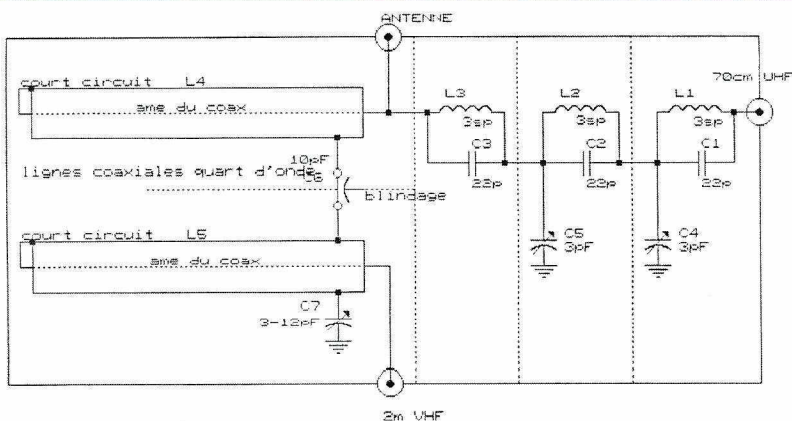 ANTENNE
court circuit L4
ame du coax
L3
3sp
C3
22p
L2
3sp
C2
22p
L1
3sp
C1
22p
70cm UHF
10pF
C6
lignes coaxiales quart d'onde
blindage
court circuit L5
ame du coax
C7
3-12pF
C5
3pF
C4
3pF
2m VHF